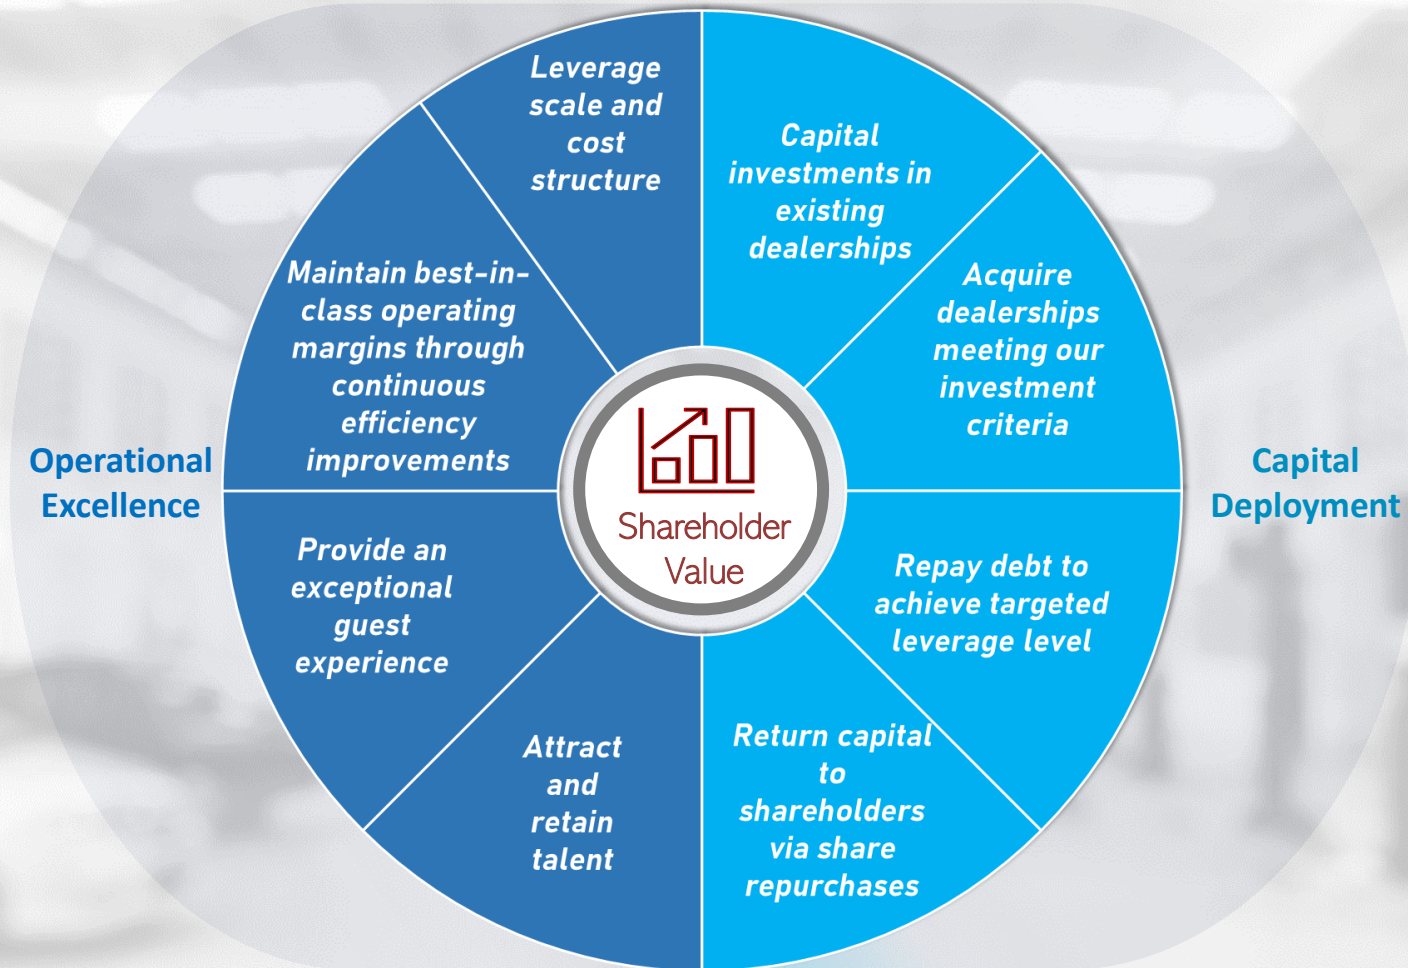 Leverage
scale and
cost
structure
Capital
investments in
existing
dealerships
Maintain best-in-
class operating
margins through
continuous
efficiency
improvements
Acquire
dealerships
meeting our
investment
criteria
Operational
Excellence
Shareholder
Value
Capital
Deployment
Provide an
exceptional
guest
experience
Repay debt to
achieve targeted
leverage level
Attract
and
retain
talent
Return capital
to
shareholders
via share
repurchases